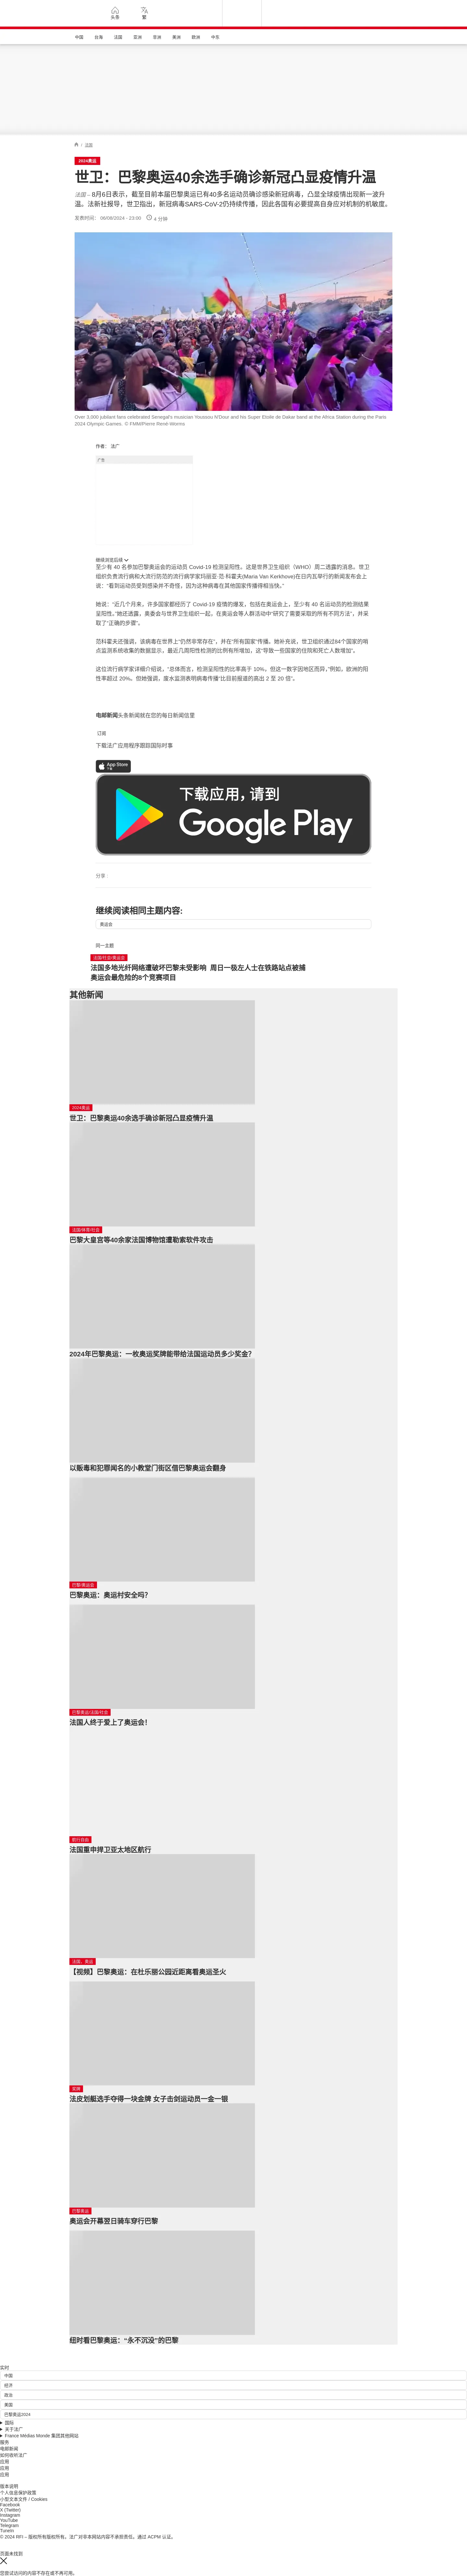 头条
繁
中国
台海
法国
亚洲
非洲
美洲
欧洲
中东
/ 法国
2024奥运
世卫：巴黎奥运40余选手确诊新冠凸显疫情升温
法国 – 8月6日表示，截至目前本届巴黎奥运已有40多名运动员确诊感染新冠病毒，凸显全球疫情出现新一波升
温。法新社报导，世卫指出，新冠病毒SARS-CoV-2仍持续传播，因此各国有必要提高自身应对机制的机敏度。
发表时间： 06/08/2024 - 23:00
Over 3,000 jubilant fans celebrated Senegal's musician Youssou N'Dour and his Super Etoile de Dakar band at the Africa Station during the Paris
2024 Olympic Games. © FMM/Pierre René-Worms
作者： 法广
广告
继续浏览后续
至少有 40 名参加巴黎奥运会的运动员 Covid-19 检测呈阳性。这是世界卫生组织（WHO）周二透露的消息。世卫
组织负责流行病和大流行防范的流行病学家玛丽亚·范·科霍夫(Maria Van Kerkhove)在日内瓦举行的新闻发布会上
说：“看到运动员受到感染并不奇怪，因为这种病毒在其他国家传播得相当快。”
她说：“近几个月来，许多国家都经历了 Covid-19 疫情的爆发，包括在奥运会上，至少有 40 名运动员的检测结果
呈阳性。”她还透露，奥委会与世界卫生组织一起，在奥运会等人群活动中“研究了需要采取的所有不同方法”，并采
取了“正确的步骤”。
范科霍夫还强调，该病毒在世界上“仍然非常存在”，并在“所有国家”传播。她补充说，世卫组织通过84个国家的哨
点监测系统收集的数据显示，最近几周阳性检测的比例有所增加，这“导致一些国家的住院和死亡人数增加”。
这位流行病学家详细介绍说，“总体而言，检测呈阳性的比率高于 10%，但这一数字因地区而异。”例如，欧洲的阳
性率超过 20%。但她强调，废水监测表明病毒传播“比目前报道的高出 2 至 20 倍”。
电邮新闻头条新闻就在您的每日新闻信里
订阅
下载法广应用程序跟踪国际时事
App Store
下载应用，请到
Google Play
分享 :
继续阅读相同主题内容:
奥运会
同一主题
法国/社会/奥运会
法国多地光纤网络遭破坏巴黎未受影响 周日一极左人士在铁路站点被捕
奥运会最危险的8个竞赛项目
其他新闻
2024奥运
世卫：巴黎奥运40余选手确诊新冠凸显疫情升温
法国/体育/社会
巴黎大皇宫等40余家法国博物馆遭勒索软件攻击
2024年巴黎奥运：一枚奥运奖牌能带给法国运动员多少奖金？
以贩毒和犯罪闻名的小教堂门街区借巴黎奥运会翻身
巴黎/奥运会
巴黎奥运：奥运村安全吗？
巴黎奥运/法国/社会
法国人终于爱上了奥运会！
航行自由
法国重申捍卫亚太地区航行
法国、奥运
【视频】巴黎奥运：在杜乐丽公园近距离看奥运圣火
亚洲
法皮划艇选手夺得一块金牌 女子击剑运动员一金一银
巴黎奥运
奥运会开幕翌日骑车穿行巴黎
纽时看巴黎奥运：“永不沉没”的巴黎
实时
中国
经济
政治
美国
巴黎奥运2024
国际
关于法广
France Médias Monde 集团其他网站
服务
电邮新闻
如何收听法广
应用
应用
应用
版本说明
个人信息保护政策
小型文本文件 / Cookies
Facebook
X (Twitter)
Instagram
YouTube
Telegram
TuneIn
© 2024 RFI – 版权所有版权所有。法广对非本网站内容不承担责任。通过 ACPM 认证。
页面未找到
您尝试访问的内容不存在或不再可用。